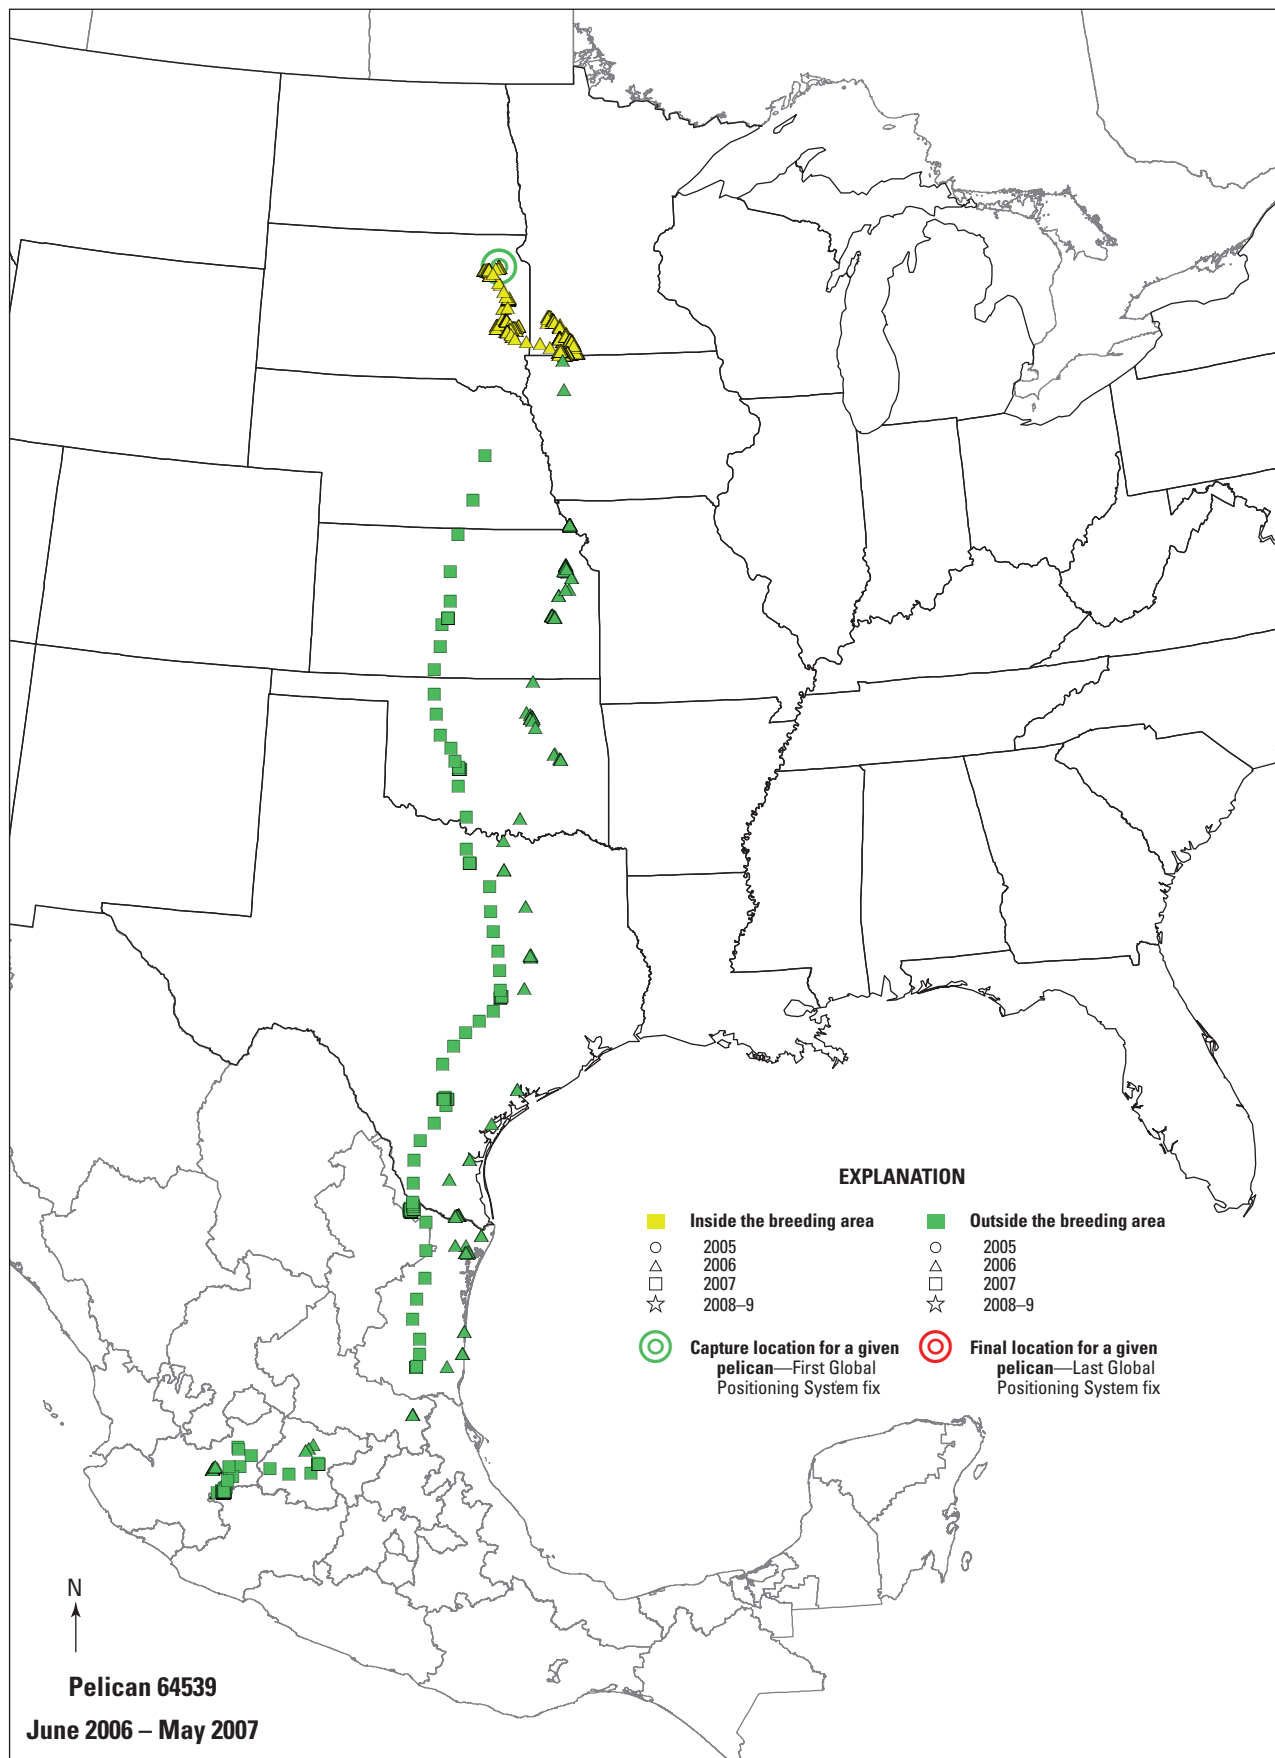 EXPLANATION
Inside the breeding area
2005
2006
2007
2008–9
Outside the breeding area
2005
2006
2007
2008–9
Capture location for a given
pelican—First Global
Positioning System fix
Final location for a given
pelican—Last Global
Positioning System fix
N
Pelican 64539
June 2006 – May 2007